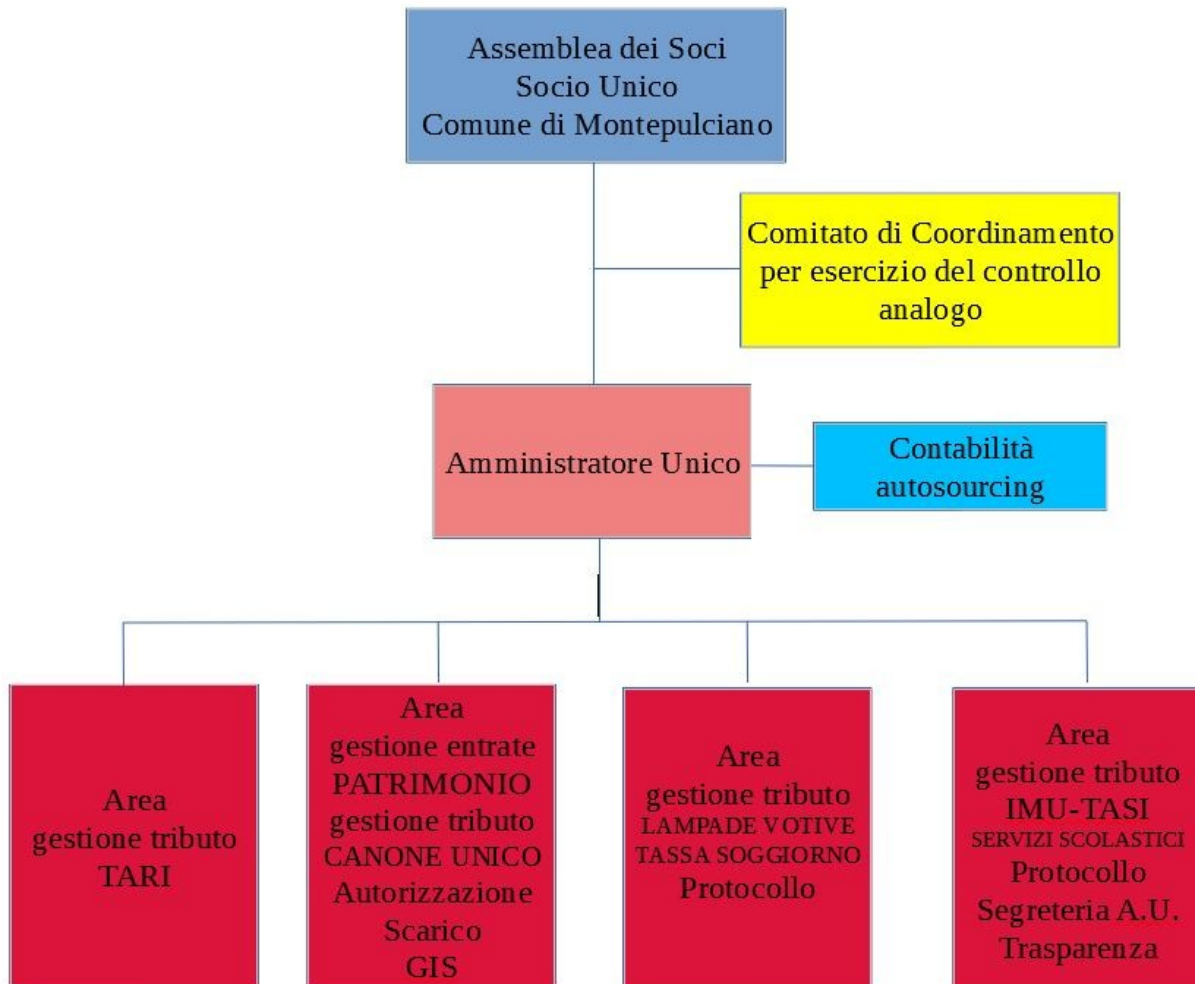 Assemblea dei Soci
Socio Unico
Comune di Montepulciano
Comitato di Coordinamento
per esercizio del controllo
analogo
Amministratore Unico
Contabilità
autosourcing
Area
gestione tributo
TARI
Area
gestione entrate
PATRIMONIO
gestione tributo
CANONE UNICO
Autorizzazione
Scarico
GIS
Area
gestione tributo
LAMPADE VOTIVE
TASSA SOGGIORNO
Protocollo
Area
gestione tributo
IMU-TASI
SERVIZI SCOLASTICI
Protocollo
Segreteria A.U.
Trasparenza